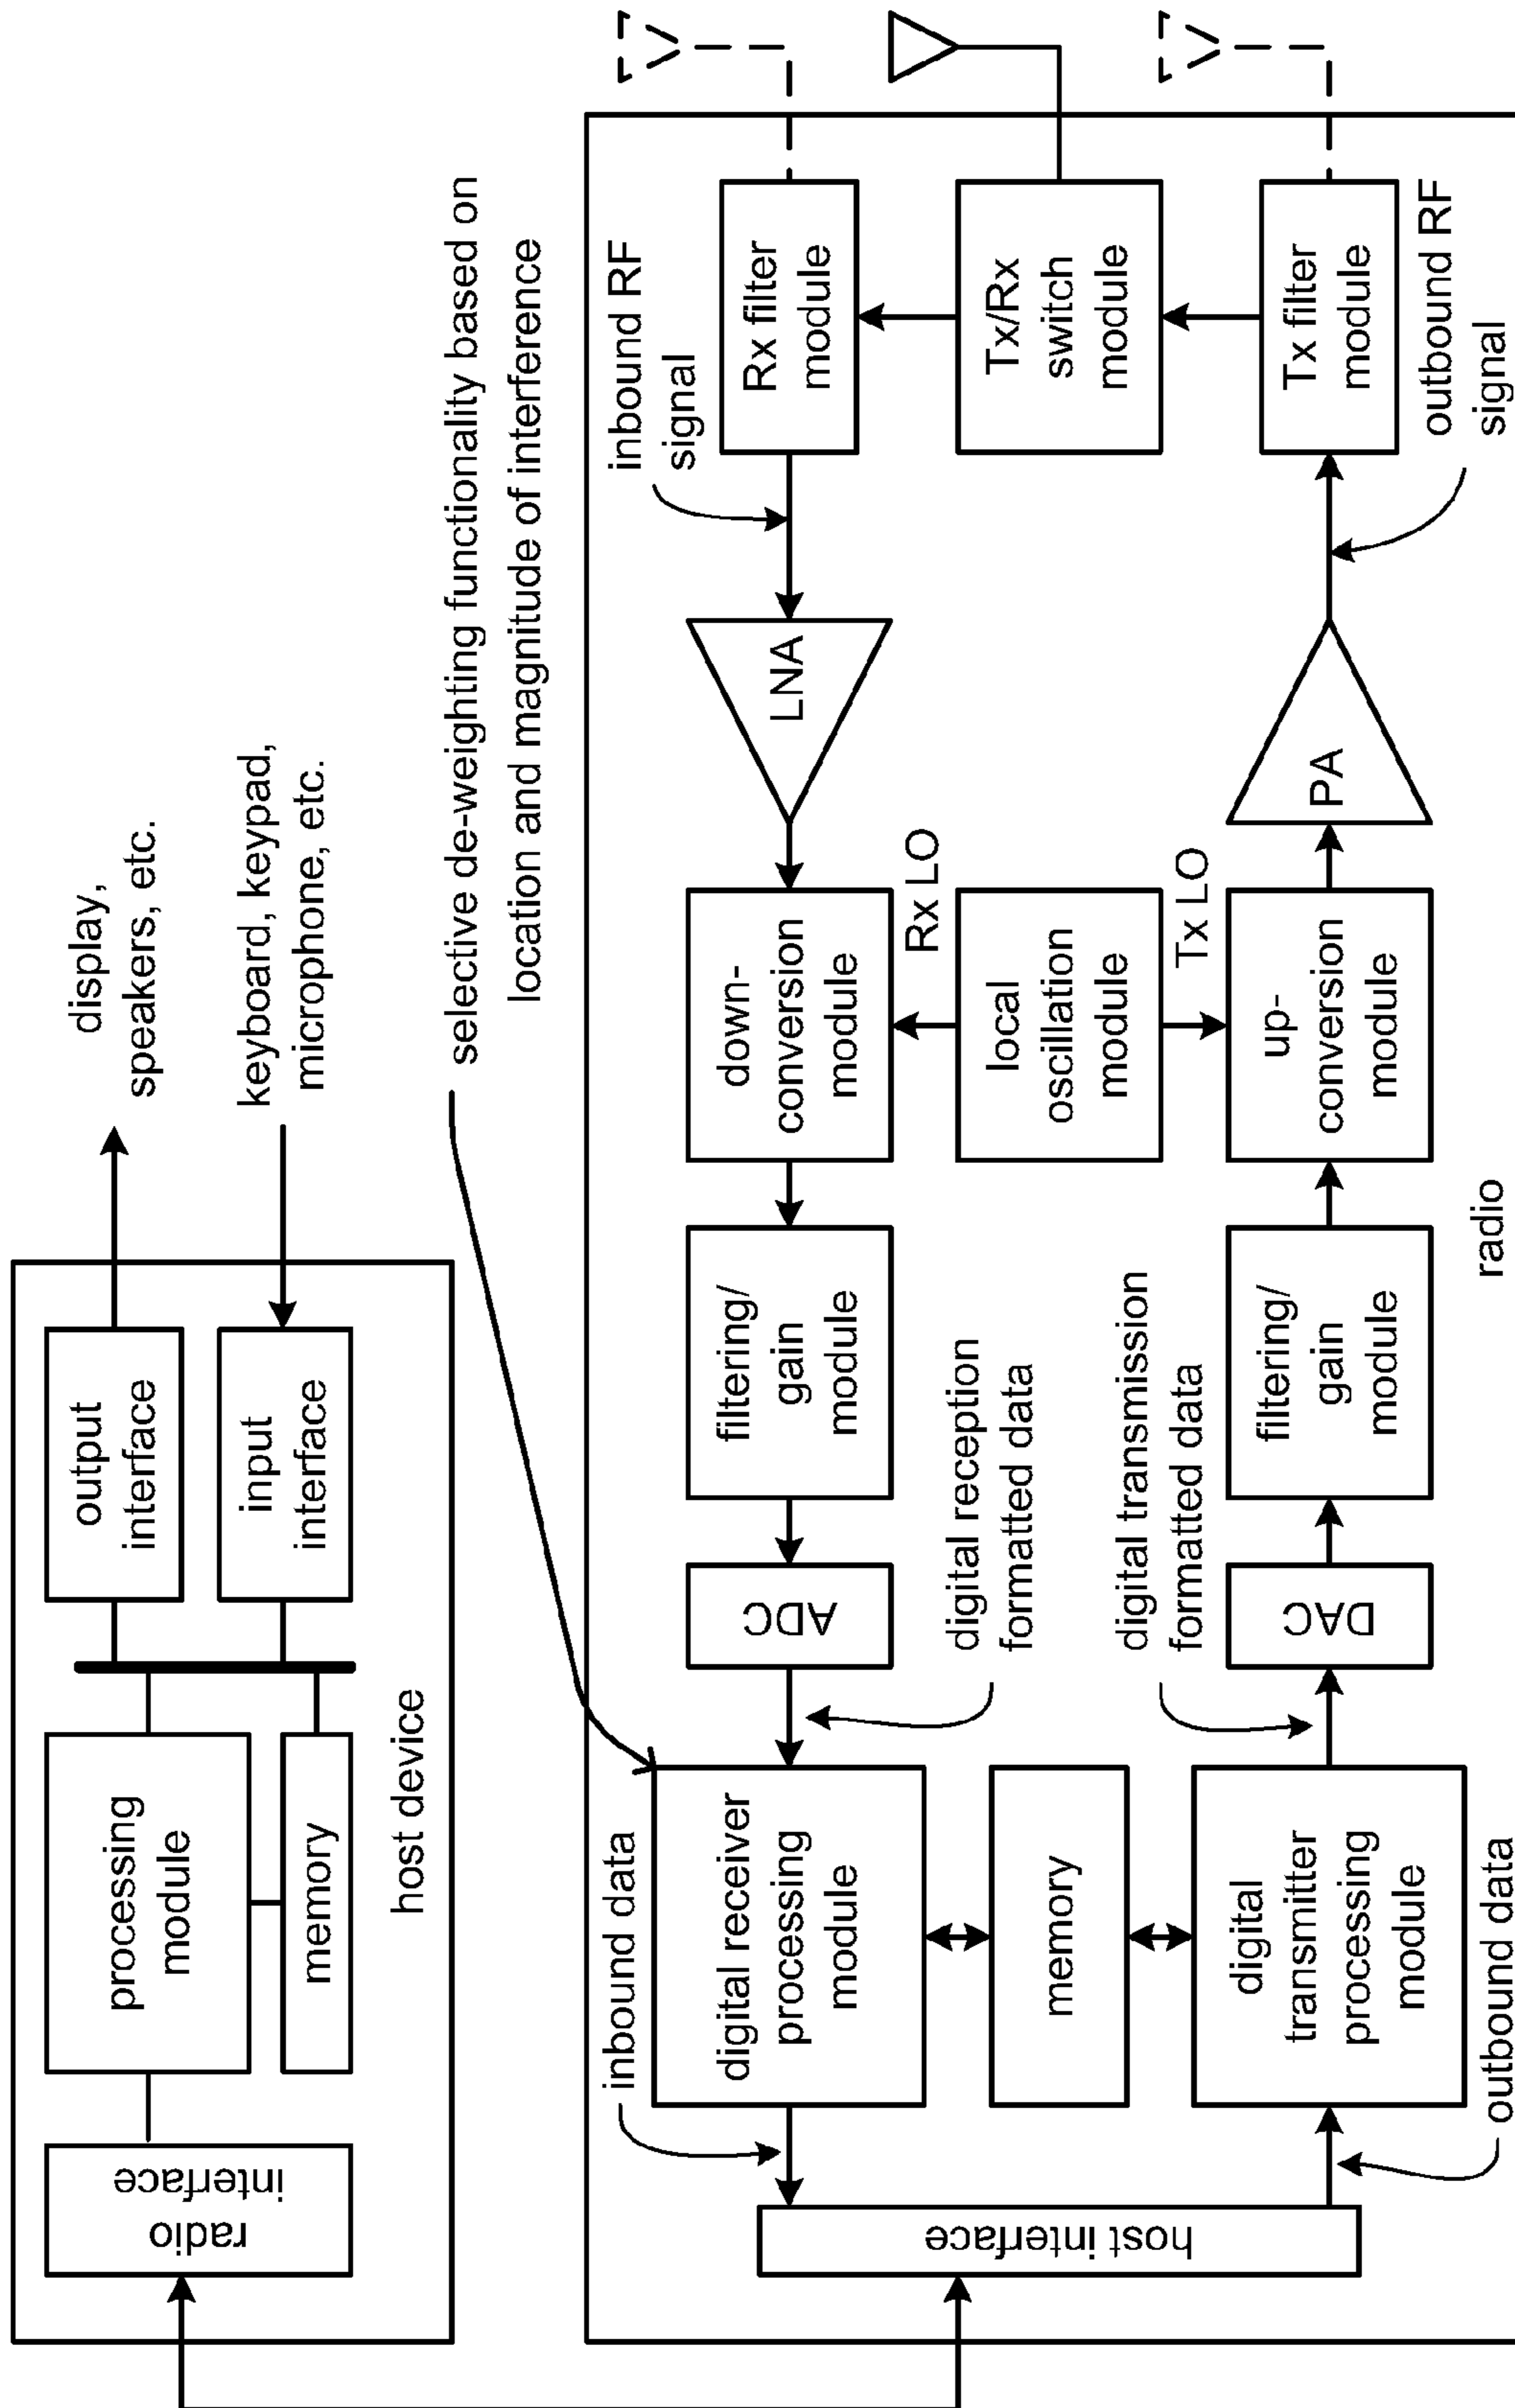 radio
interface
processing
module
memory
output
interface
input
interface
host device
display,
speakers, etc.
keyboard, keypad,
microphone, etc.
selective de-weighting functionality based on
location and magnitude of interference
host interface
inbound data
digital receiver
processing
module
ADC
filtering/
gain
module
down-
conversion
module
LNA
inbound RF
signal
Rx filter
module
digital reception
formatted data
memory
local
oscillation
module
Rx LO
Tx LO
Tx/Rx
switch
module
digital transmission
formatted data
digital
transmitter
processing
module
outbound data
DAC
filtering/
gain
module
up-
conversion
module
PA
Tx filter
module
outbound RF
signal
radio